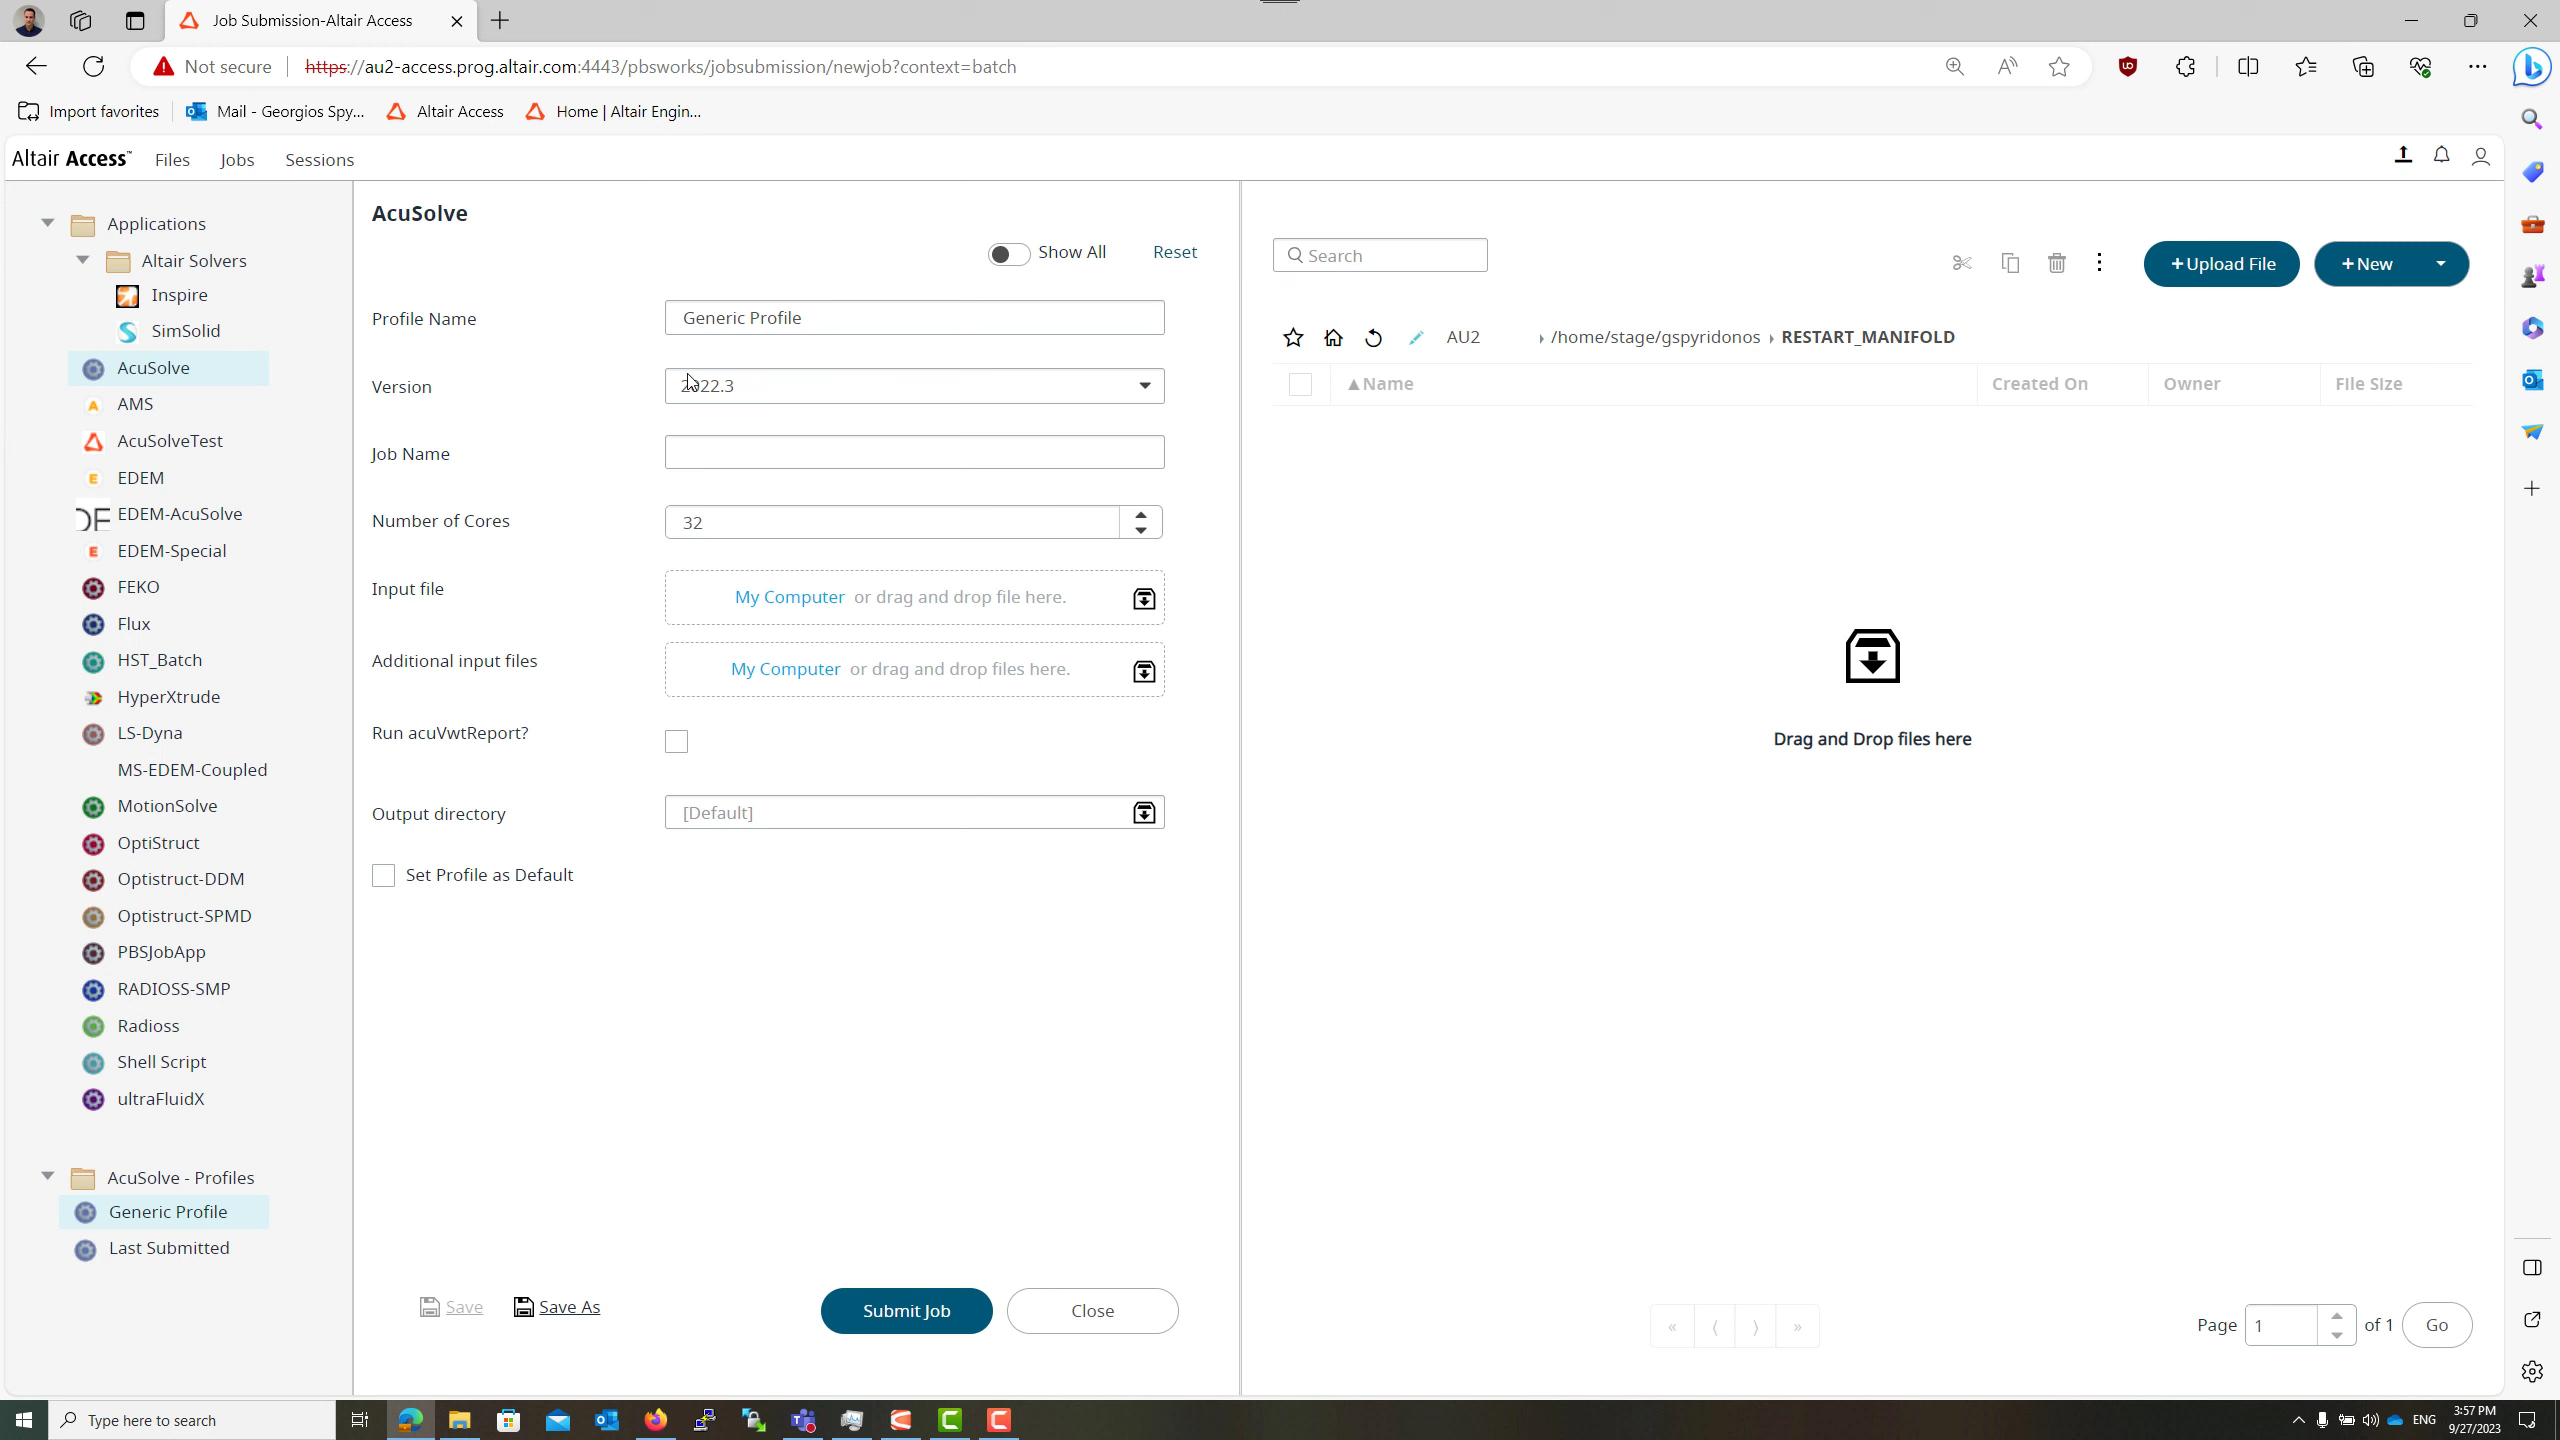 Job Submission-Altair Access
Not secure https://au2-access.prog.altair.com:4443/pbsworks/jobsubmission/newjob?context=batch
Import favorites Mail - Georgios Spy... Altair Access Home | Altair Engin...
Altair Access™ Files Jobs Sessions
Applications
Altair Solvers
Inspire
SimSolid
AcuSolve
AMS
AcuSolveTest
EDEM
EDEM-AcuSolve
EDEM-Special
FEKO
Flux
HST_Batch
HyperXtrude
LS-Dyna
MS-EDEM-Coupled
MotionSolve
OptiStruct
Optistruct-DDM
Optistruct-SPMD
PBSJobApp
RADIOSS-SMP
Radioss
Shell Script
ultraFluidX
AcuSolve - Profiles
Generic Profile
Last Submitted
AcuSolve
Show All Reset
Profile Name Generic Profile
Version 2022.3
Job Name
Number of Cores 32
Input file My Computer or drag and drop file here.
Additional input files My Computer or drag and drop files here.
Run acuVwtReport?
Output directory [Default]
Set Profile as Default
Save Save As Submit Job Close
Search +Upload File +New
AU2 /home/stage/gspyridonos RESTART_MANIFOLD
Name Created On Owner File Size
Drag and Drop files here
Page 1 of 1 Go
Type here to search
ENG
3:57 PM
9/27/2023